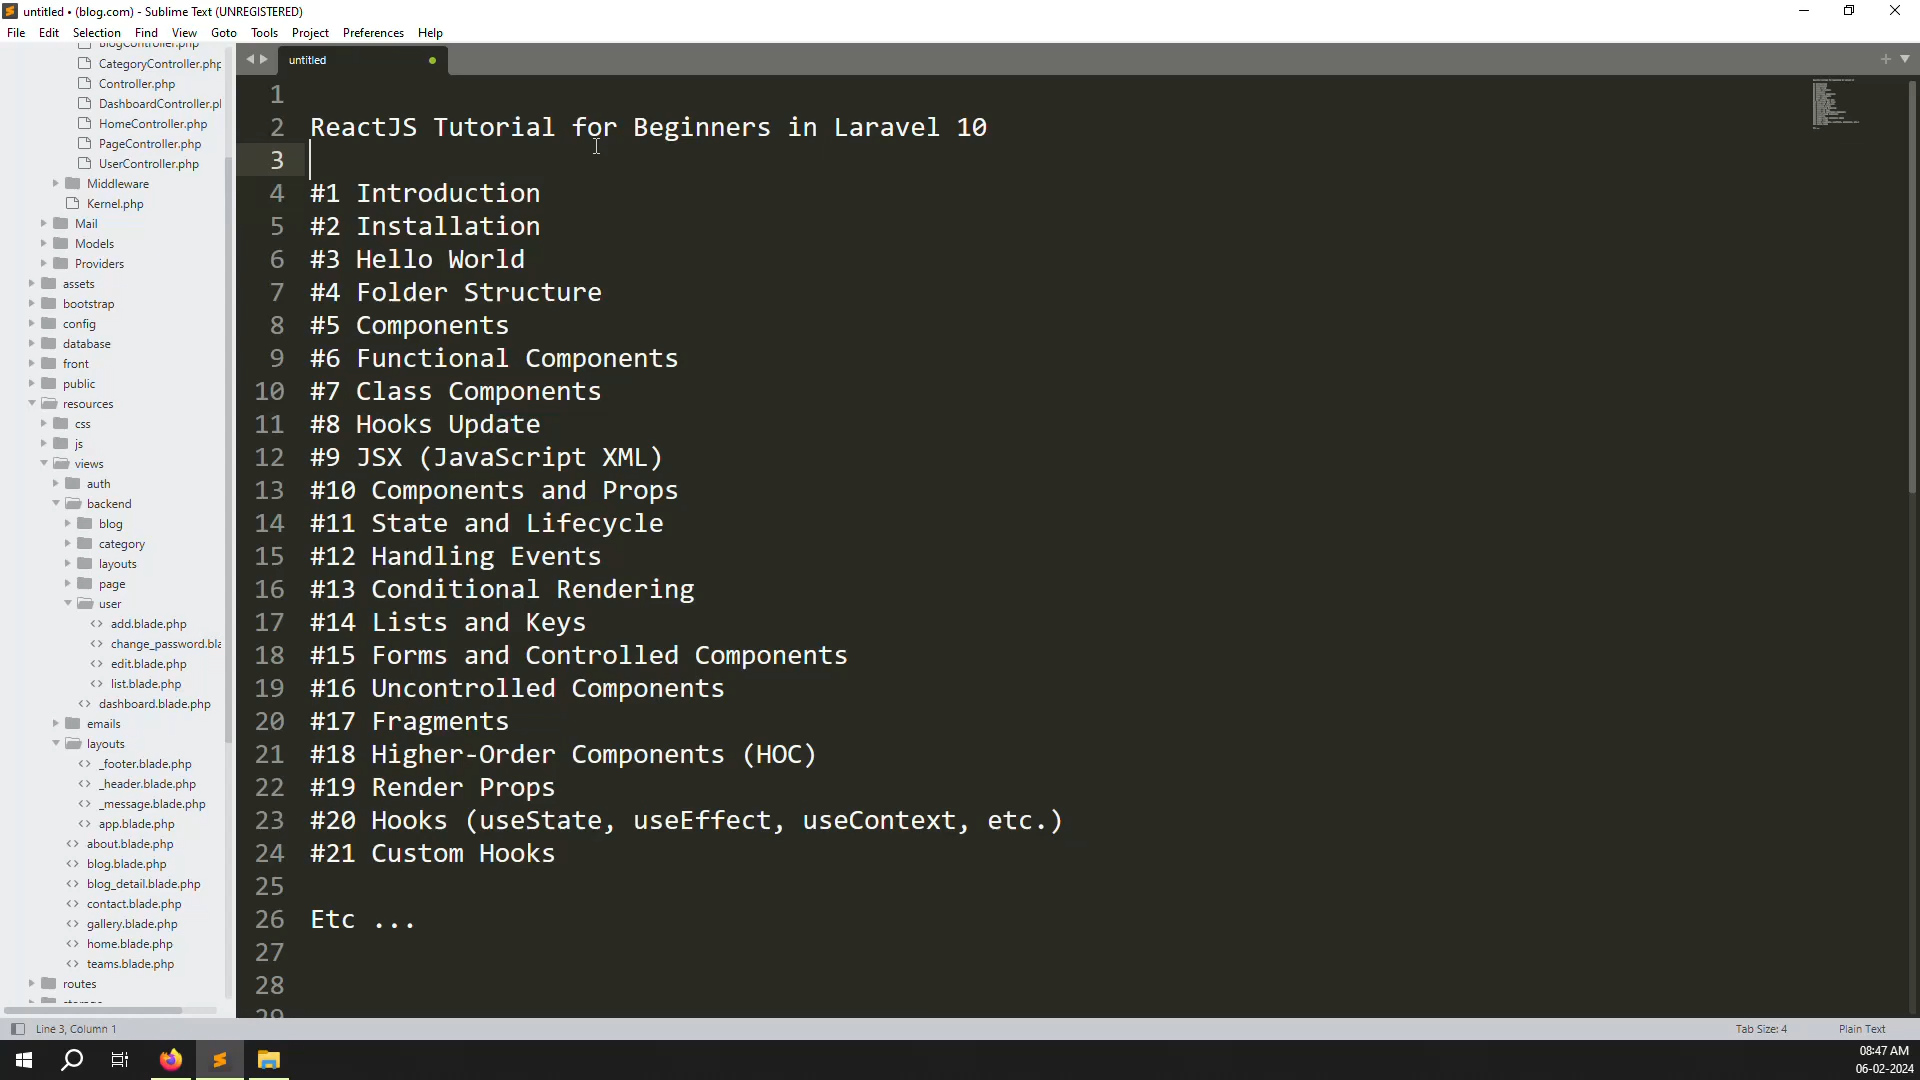 untitled • (blog.com) - Sublime Text (UNREGISTERED)
File Edit Selection Find View Goto Tools Project Preferences Help
BlogController.php
CategoryController.php
Controller.php
DashboardController.pl
HomeController.php
PageController.php
UserController.php
Middleware
Kernel.php
Mail
Models
Providers
assets
bootstrap
config
database
front
public
resources
css
js
views
auth
backend
blog
category
layouts
page
user
add.blade.php
change_password.bla
edit.blade.php
list.blade.php
dashboard.blade.php
emails
layouts
_footer.blade.php
_header.blade.php
_message.blade.php
app.blade.php
about.blade.php
blog.blade.php
blog_detail.blade.php
contact.blade.php
gallery.blade.php
home.blade.php
teams.blade.php
routes
untitled
1
2 ReactJS Tutorial for Beginners in Laravel 10
3
4 #1 Introduction
5 #2 Installation
6 #3 Hello World
7 #4 Folder Structure
8 #5 Components
9 #6 Functional Components
10 #7 Class Components
11 #8 Hooks Update
12 #9 JSX (JavaScript XML)
13 #10 Components and Props
14 #11 State and Lifecycle
15 #12 Handling Events
16 #13 Conditional Rendering
17 #14 Lists and Keys
18 #15 Forms and Controlled Components
19 #16 Uncontrolled Components
20 #17 Fragments
21 #18 Higher-Order Components (HOC)
22 #19 Render Props
23 #20 Hooks (useState, useEffect, useContext, etc.)
24 #21 Custom Hooks
25
26 Etc ...
27
28
29
Line 3, Column 1 Tab Size: 4 Plain Text
08:47 AM
06-02-2024